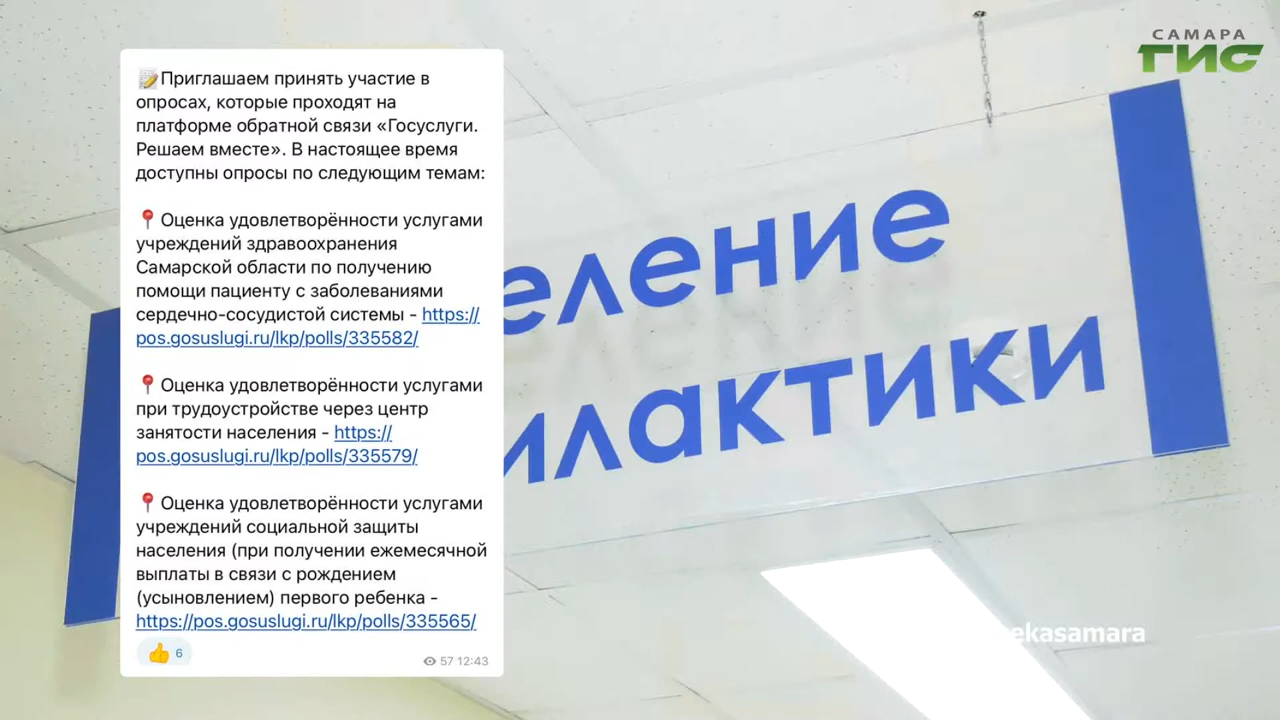 САМАРА
ГИС
📝Приглашаем принять участие в
опросах, которые проходят на
платформе обратной связи «Госуслуги.
Решаем вместе». В настоящее время
доступны опросы по следующим темам:
📍Оценка удовлетворённости услугами
учреждений здравоохранения
Самарской области по получению
помощи пациенту с заболеваниями
сердечно-сосудистой системы - https://
pos.gosuslugi.ru/lkp/polls/335582/
📍Оценка удовлетворённости услугами
при трудоустройстве через центр
занятости населения - https://
pos.gosuslugi.ru/lkp/polls/335579/
📍Оценка удовлетворённости услугами
учреждений социальной защиты
населения (при получении ежемесячной
выплаты в связи с рождением
(усыновлением) первого ребенка -
https://pos.gosuslugi.ru/lkp/polls/335565/
👍 6
57 12:43
еление
илактики
ekasamara